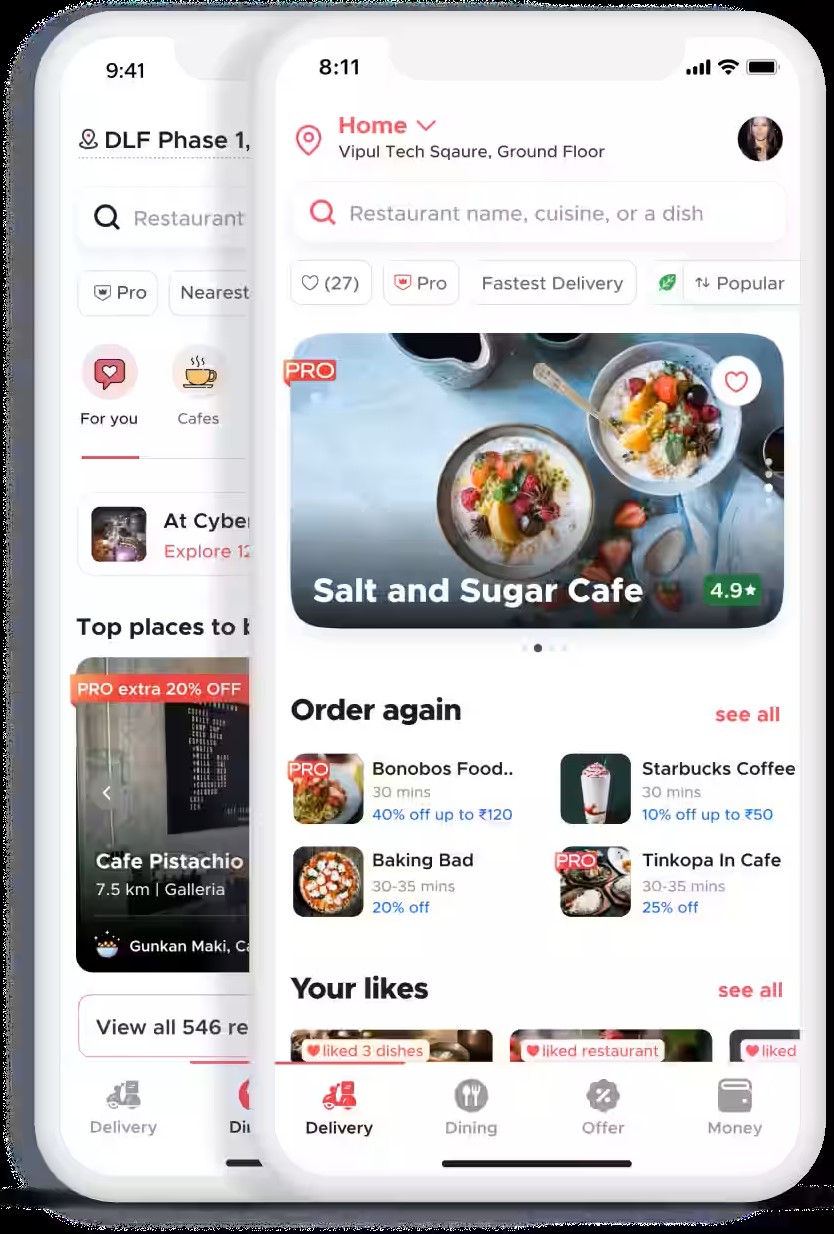 9:41
DLF Phase 1,
Restaurant
Pro
Nearest
For you
Cafes
At Cyber
Explore 12
Top places to b
PRO extra 20% OFF
Cafe Pistachio
7.5 km | Galleria
Gunkan Maki, Ca
View all 546 re
Delivery
Din
8:11
Home
Vipul Tech Sqaure, Ground Floor
Restaurant name, cuisine, or a dish
(27)
Pro
Fastest Delivery
Popular
PRO
Salt and Sugar Cafe
4.9★
Order again
see all
PRO
Bonobos Food..
30 mins
40% off up to ₹120
Starbucks Coffee
30 mins
10% off up to ₹50
Baking Bad
30-35 mins
20% off
PRO
Tinkopa In Cafe
30-35 mins
25% off
Your likes
see all
liked 3 dishes
liked restaurant
liked
Delivery
Dining
Offer
Money